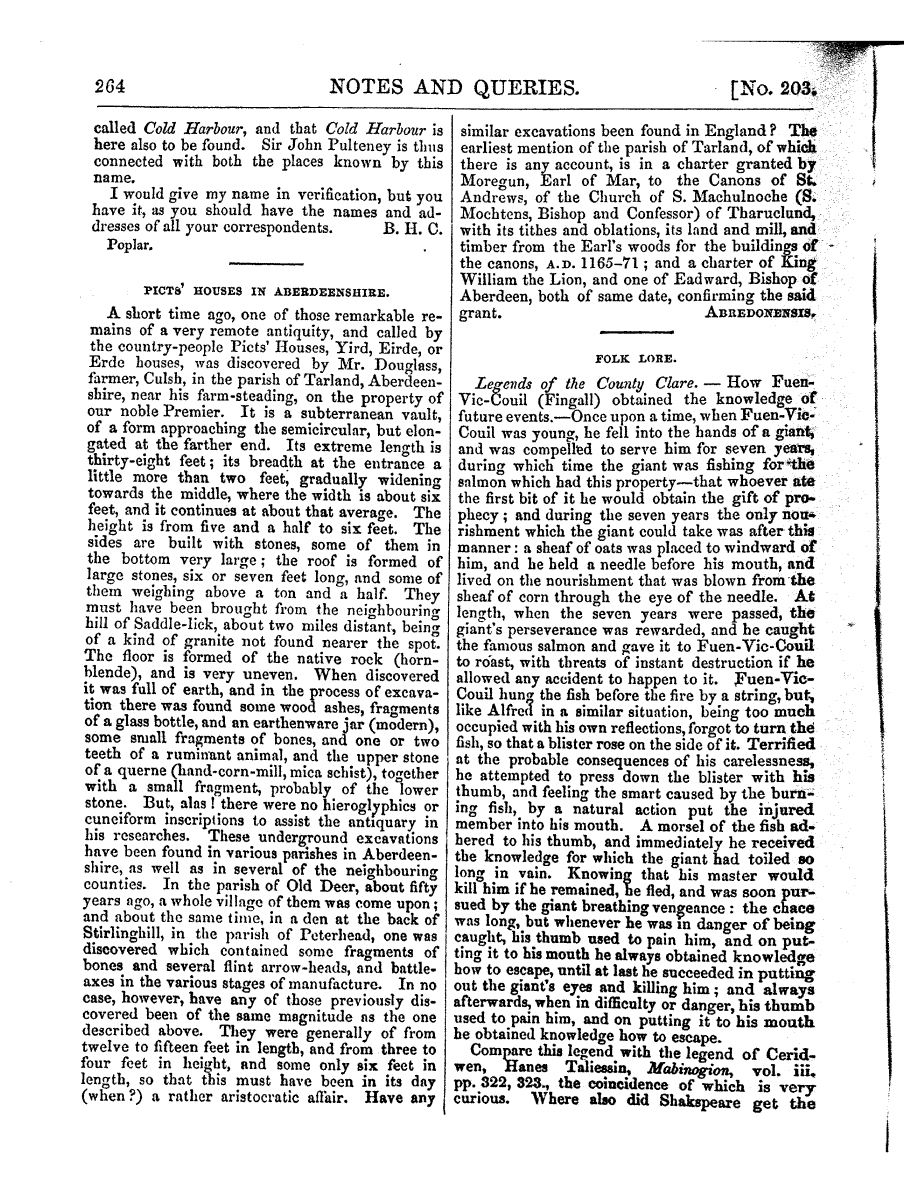 264 NOTES AND QUERIES. [No. 203.
called Cold Harbour, and that Cold Harbour is
here also to be found. Sir John Pulteney is thus
connected with both the places known by this
name.
I would give my name in verification, but you
have it, as you should have the names and ad-
dresses of all your correspondents. B. H. C.
Poplar.
PICTS' HOUSES IN ABERDEENSHIRE.
A short time ago, one of those remarkable re-
mains of a very remote antiquity, and called by
the country-people Picts' Houses, Yird, Eirde, or
Erde houses, was discovered by Mr. Douglass,
farmer, Culsh, in the parish of Tarland, Aberdeen-
shire, near his farm-steading, on the property of
our noble Premier. It is a subterranean vault,
of a form approaching the semicircular, but elon-
gated at the farther end. Its extreme length is
thirty-eight feet; its breadth at the entrance a
little more than two feet, gradually widening
towards the middle, where the width is about six
feet, and it continues at about that average. The
height is from five and a half to six feet. The
sides are built with stones, some of them in
the bottom very large; the roof is formed of
large stones, six or seven feet long, and some of
them weighing above a ton and a half. They
must have been brought from the neighbouring
hill of Saddle-lick, about two miles distant, being
of a kind of granite not found nearer the spot.
The floor is formed of the native rock (horn-
blende), and is very uneven. When discovered
it was full of earth, and in the process of excava-
tion there was found some wood ashes, fragments
of a glass bottle, and an earthenware jar (modern),
some small fragments of bones, and one or two
teeth of a ruminant animal, and the upper stone
of a querne (hand-corn-mill, mica schist), together
with a small fragment, probably of the lower
stone. But, alas! there were no hieroglyphics or
cuneiform inscriptions to assist the antiquary in
his researches. These underground excavations
have been found in various parishes in Aberdeen-
shire, as well as in several of the neighbouring
counties. In the parish of Old Deer, about fifty
years ago, a whole village of them was come upon;
and about the same time, in a den at the back of
Stirlinghill, in the parish of Peterhead, one was
discovered which contained some fragments of
bones and several flint arrow-heads, and battle-
axes in the various stages of manufacture. In no
case, however, have any of those previously dis-
covered been of the same magnitude as the one
described above. They were generally of from
twelve to fifteen feet in length, and from three to
four feet in height, and some only six feet in
length, so that this must have been in its day
(when?) a rather aristocratic affair. Have any
similar excavations been found in England? The
earliest mention of the parish of Tarland, of which
there is any account, is in a charter granted by
Moregun, Earl of Mar, to the Canons of St.
Andrews, of the Church of S. Machulnoche (S.
Mochtens, Bishop and Confessor) of Tharuclund,
with its tithes and oblations, its land and mill, and
timber from the Earl's woods for the buildings of
the canons, A.D. 1165-71; and a charter of King
William the Lion, and one of Eadward, Bishop of
Aberdeen, both of same date, confirming the said
grant. ABREDONENSIS.
FOLK LORE.
Legends of the County Clare. — How Fuen-
Vic-Couil (Fingall) obtained the knowledge of
future events.—Once upon a time, when Fuen-Vic-
Couil was young, he fell into the hands of a giant,
and was compelled to serve him for seven years,
during which time the giant was fishing for the
salmon which had this property—that whoever ate
the first bit of it he would obtain the gift of pro-
phecy; and during the seven years the only nou-
rishment which the giant could take was after this
manner: a sheaf of oats was placed to windward of
him, and he held a needle before his mouth, and
lived on the nourishment that was blown from the
sheaf of corn through the eye of the needle. At
length, when the seven years were passed, the
giant's perseverance was rewarded, and he caught
the famous salmon and gave it to Fuen-Vic-Couil
to roast, with threats of instant destruction if he
allowed any accident to happen to it. Fuen-Vic-
Couil hung the fish before the fire by a string, but,
like Alfred in a similar situation, being too much
occupied with his own reflections, forgot to turn the
fish, so that a blister rose on the side of it. Terrified
at the probable consequences of his carelessness,
he attempted to press down the blister with his
thumb, and feeling the smart caused by the burn-
ing fish, by a natural action put the injured
member into his mouth. A morsel of the fish ad-
hered to his thumb, and immediately he received
the knowledge for which the giant had toiled so
long in vain. Knowing that his master would
kill him if he remained, he fled, and was soon pur-
sued by the giant breathing vengeance: the chace
was long, but whenever he was in danger of being
caught, his thumb used to pain him, and on put-
ting it to his mouth he always obtained knowledge
how to escape, until at last he succeeded in putting
out the giant's eyes and killing him; and always
afterwards, when in difficulty or danger, his thumb
used to pain him, and on putting it to his mouth
he obtained knowledge how to escape.
Compare this legend with the legend of Cerid-
wen, Hanes Taliessin, Mabinogion, vol. iii.
pp. 322, 323., the coincidence of which is very
curious. Where also did Shakspeare get the